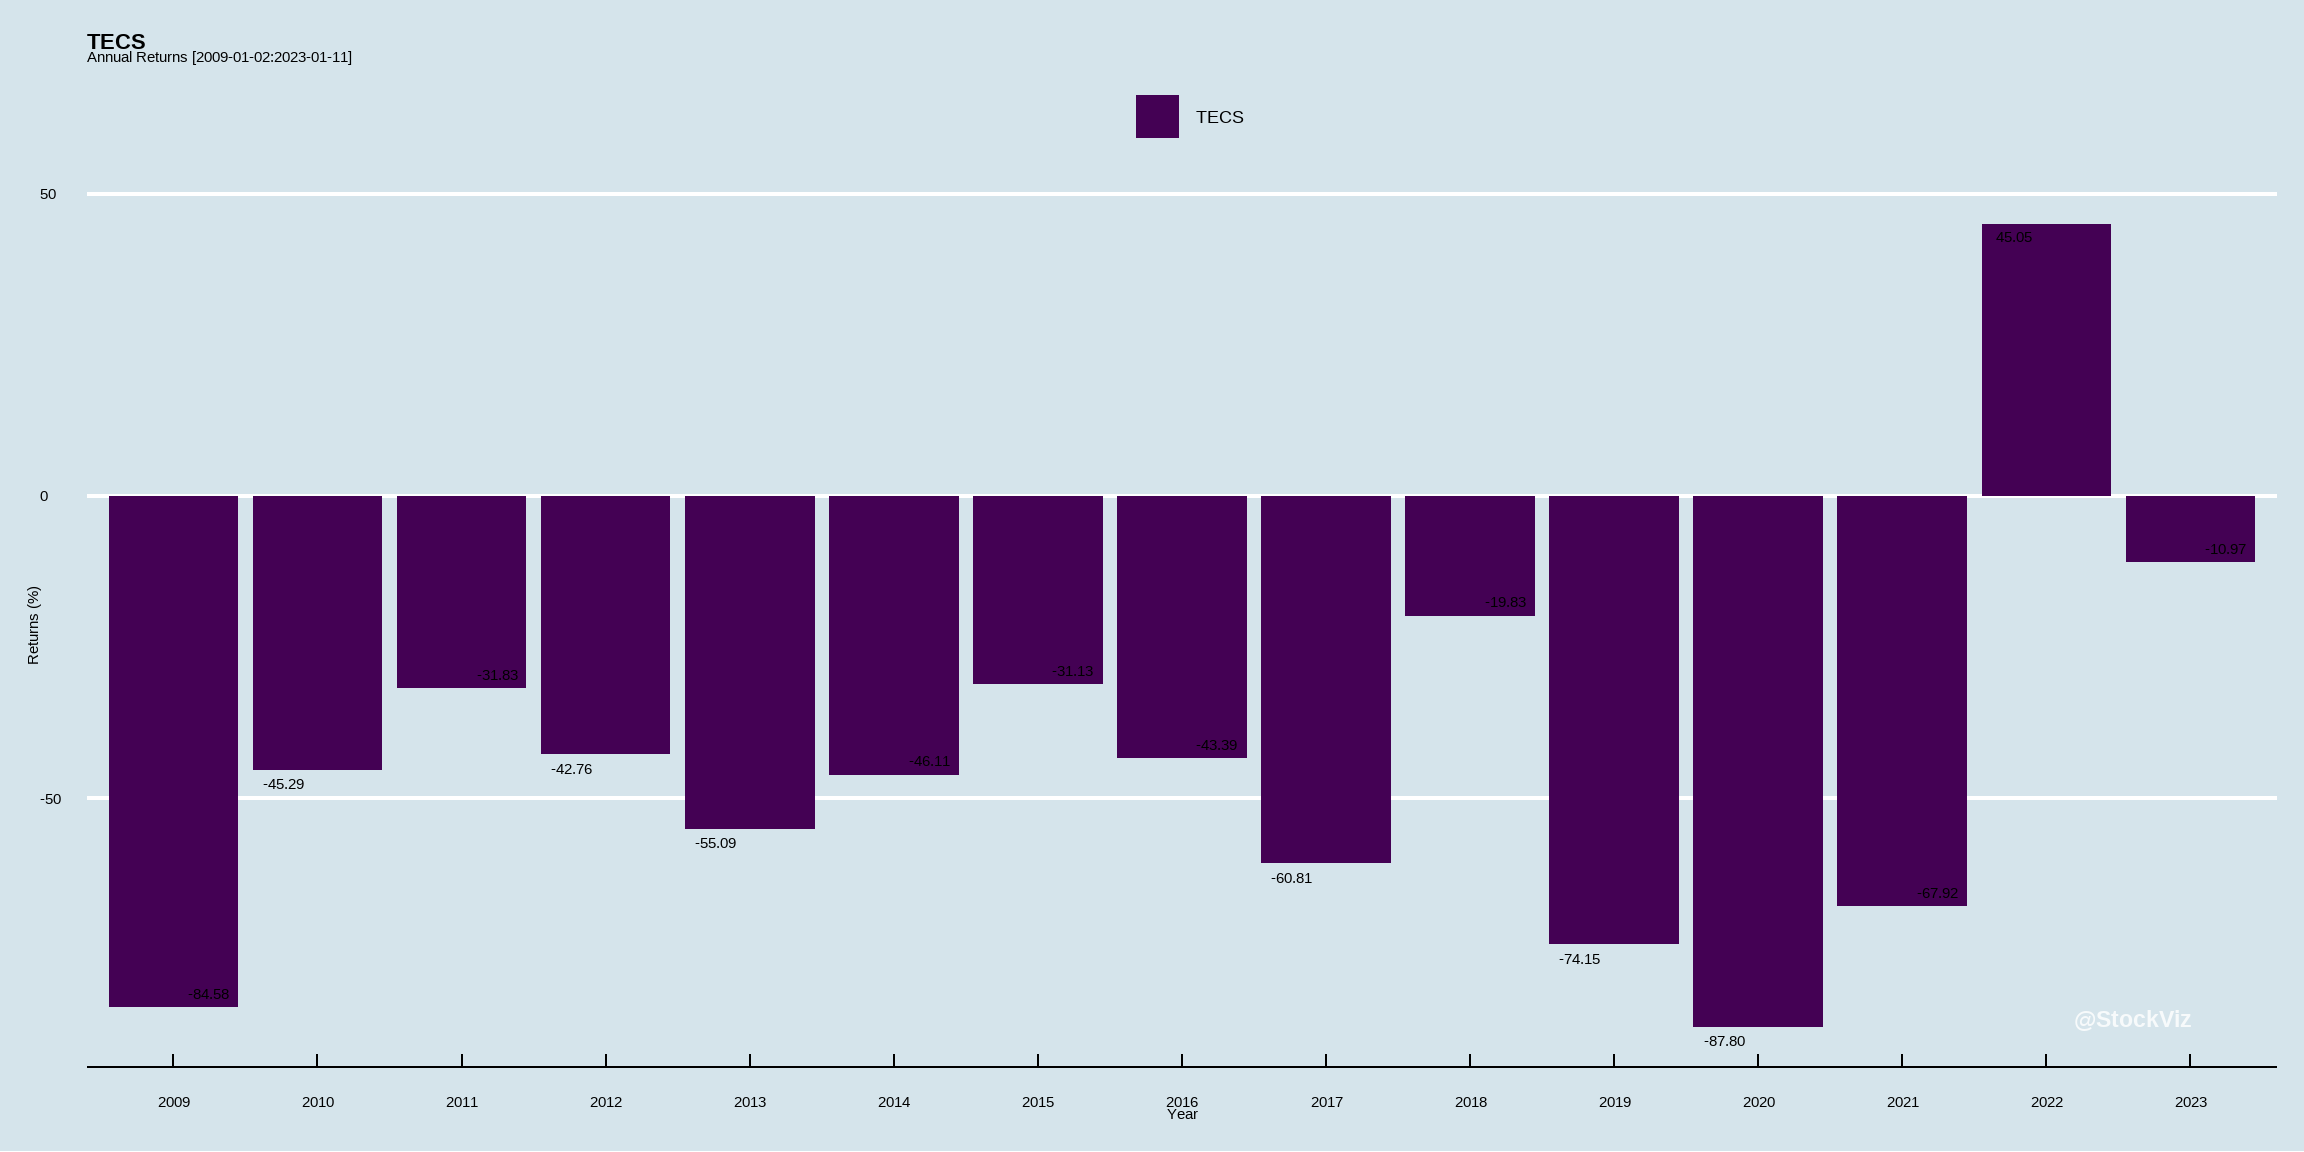 TECS
Annual Returns [2009-01-02:2023-01-11]
TECS
50
0
-50
Returns (%)
45.05
-10.97
-19.83
-31.83
-31.13
-43.39
-46.11
-42.76
-45.29
-55.09
-60.81
-67.92
-74.15
-84.58
-87.80
@StockViz
2009 2010 2011 2012 2013 2014 2015 2016 2017 2018 2019 2020 2021 2022 2023
Year